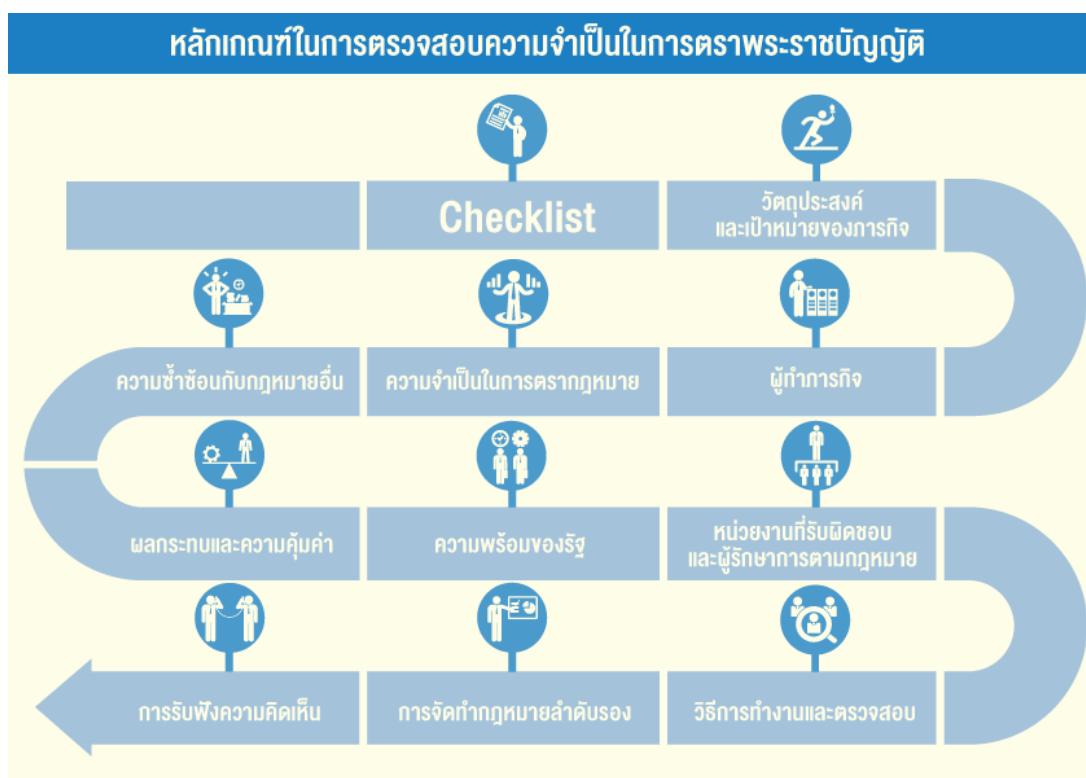 หลักเกณฑ์ในการตรวจสอบความจำเป็นในการตราพระราชบัญญัติ
Checklist
วัตถุประสงค์
และเป้าหมายของภารกิจ
ผู้ทำภารกิจ
ความจำเป็นในการตรากฎหมาย
ความซ้ำซ้อนกับกฎหมายอื่น
ผลกระทบและความคุ้มค่า
ความพร้อมของรัฐ
หน่วยงานที่รับผิดชอบ
และผู้รักษาการตามกฎหมาย
วิธีการทำงานและตรวจสอบ
การจัดทำกฎหมายลำดับรอง
การรับฟังความคิดเห็น